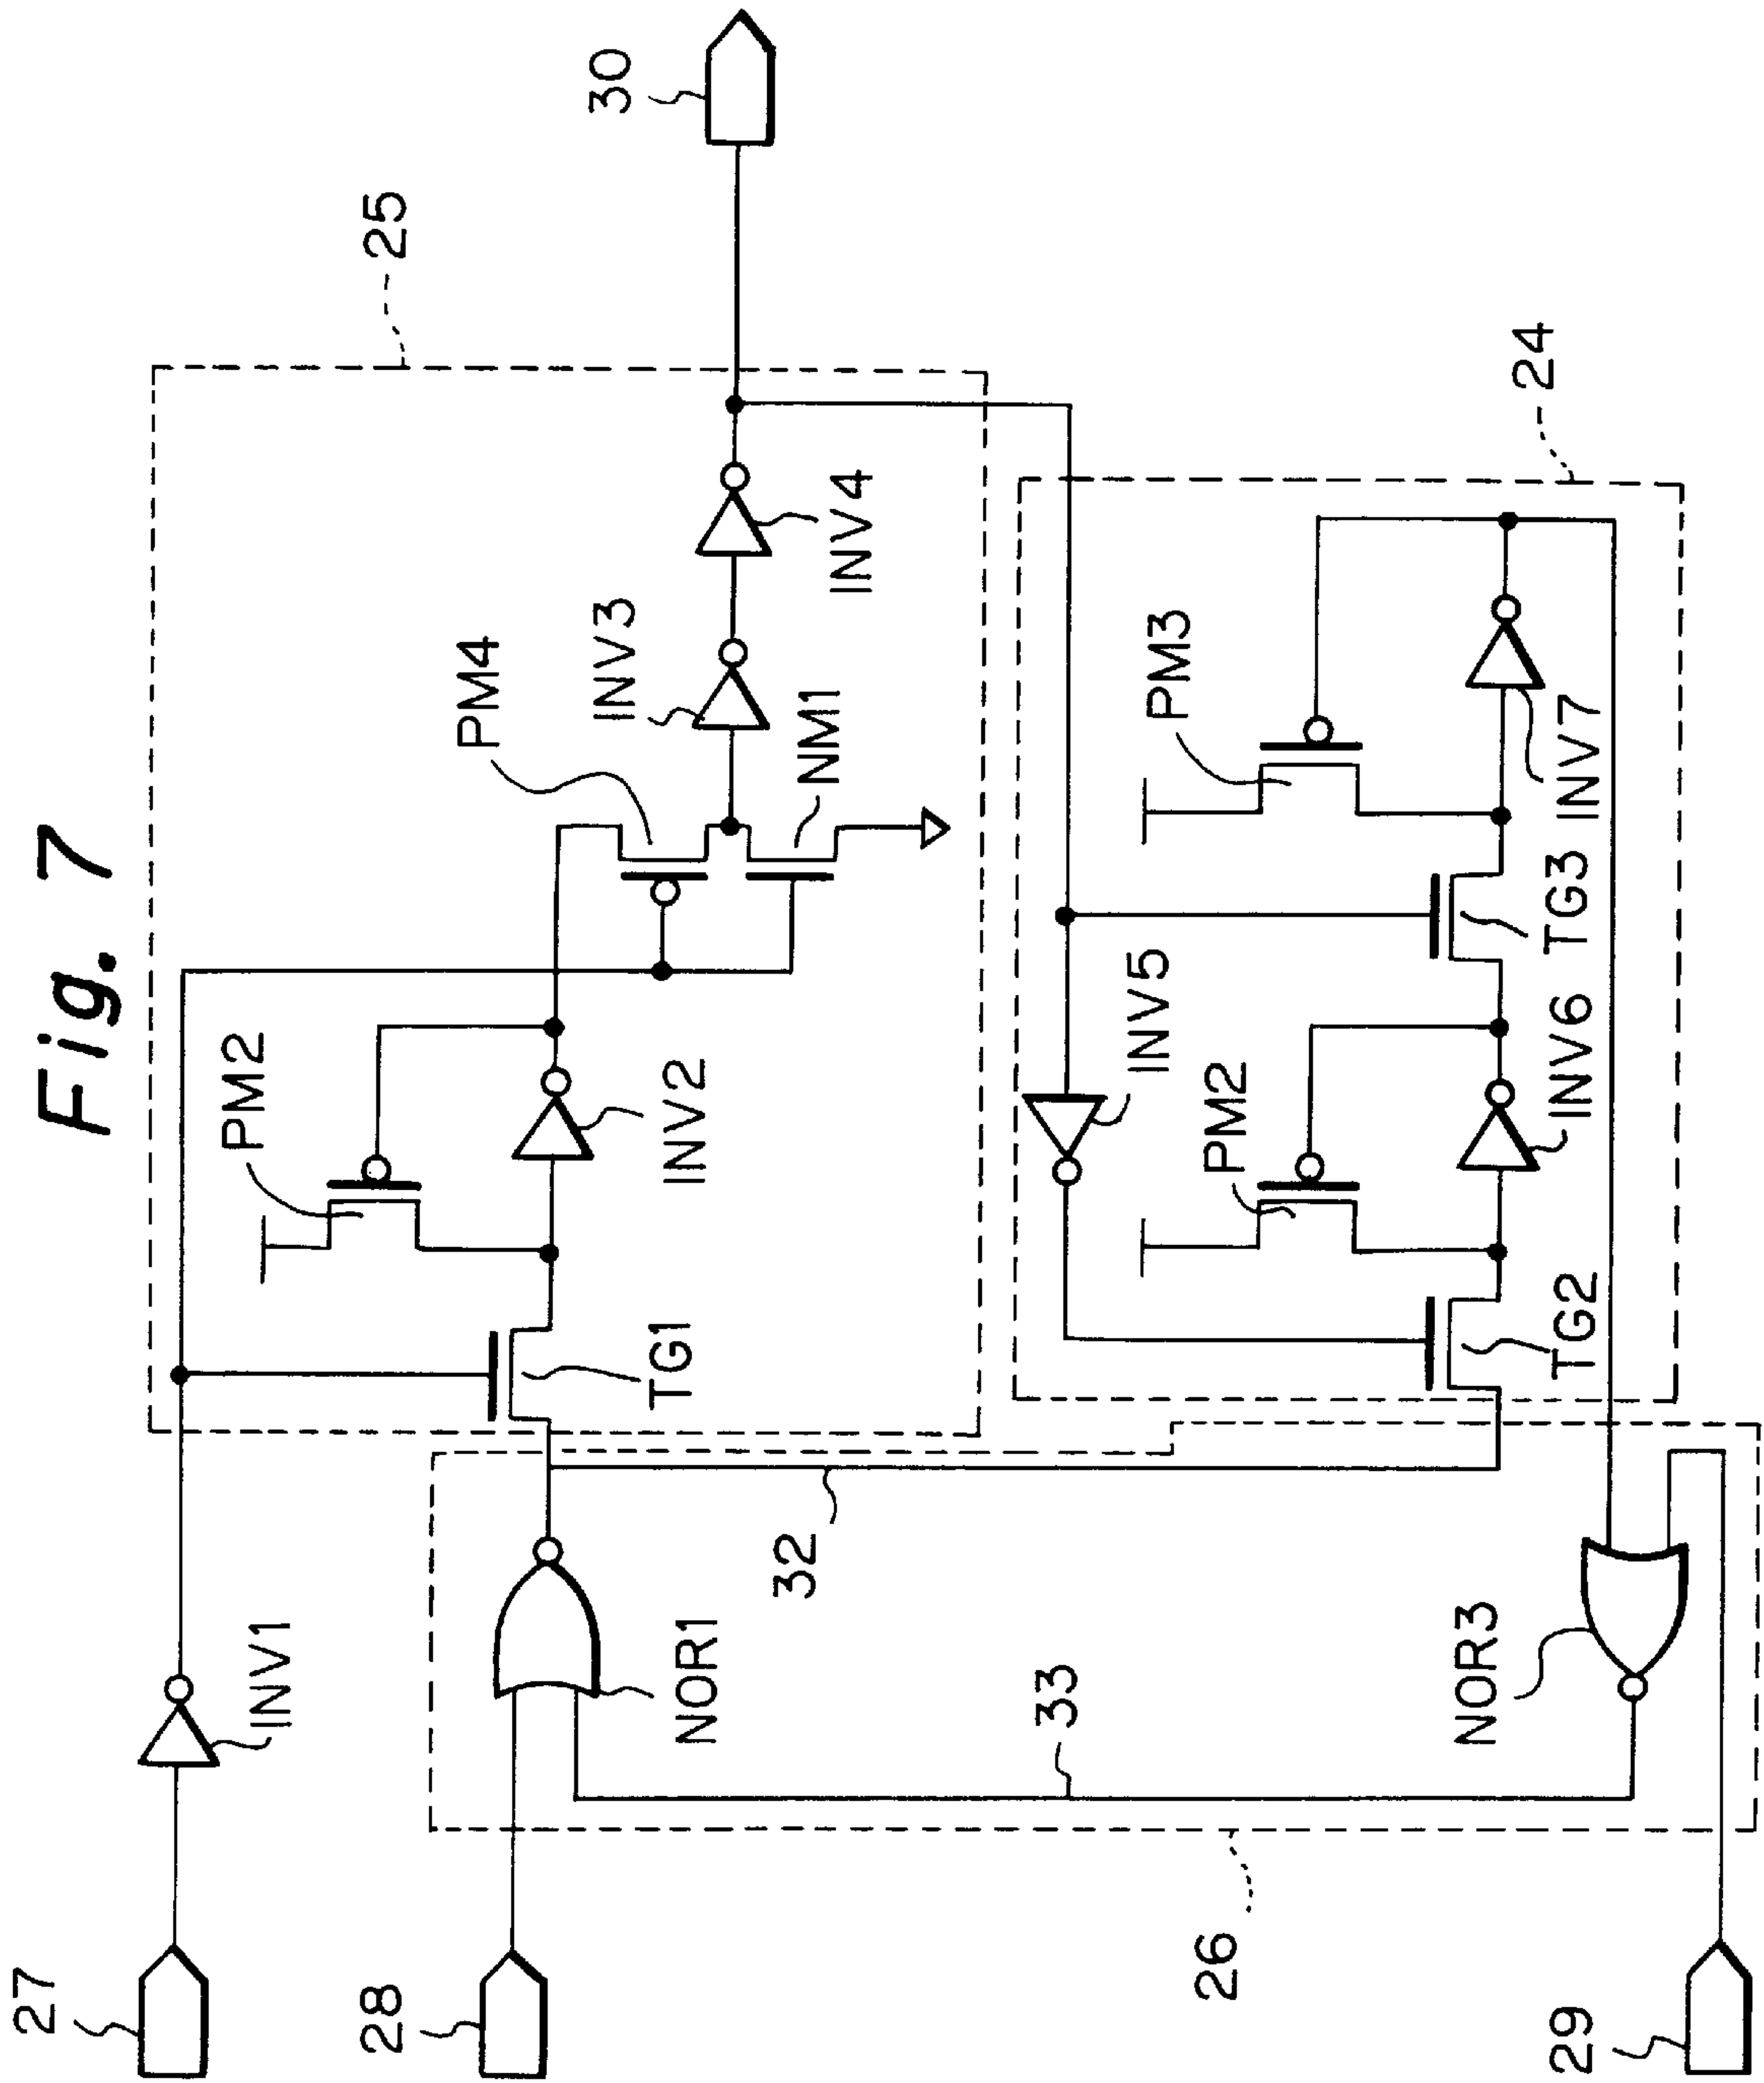 Fig. 7
27
INV1
28
NOR1
26
33
32
29
NOR3
25
PM2
TG1
INV2
PM4
NM1
INV3
INV4
30
24
INV5
PM2
TG2
INV6
TG3
PM3
INV7